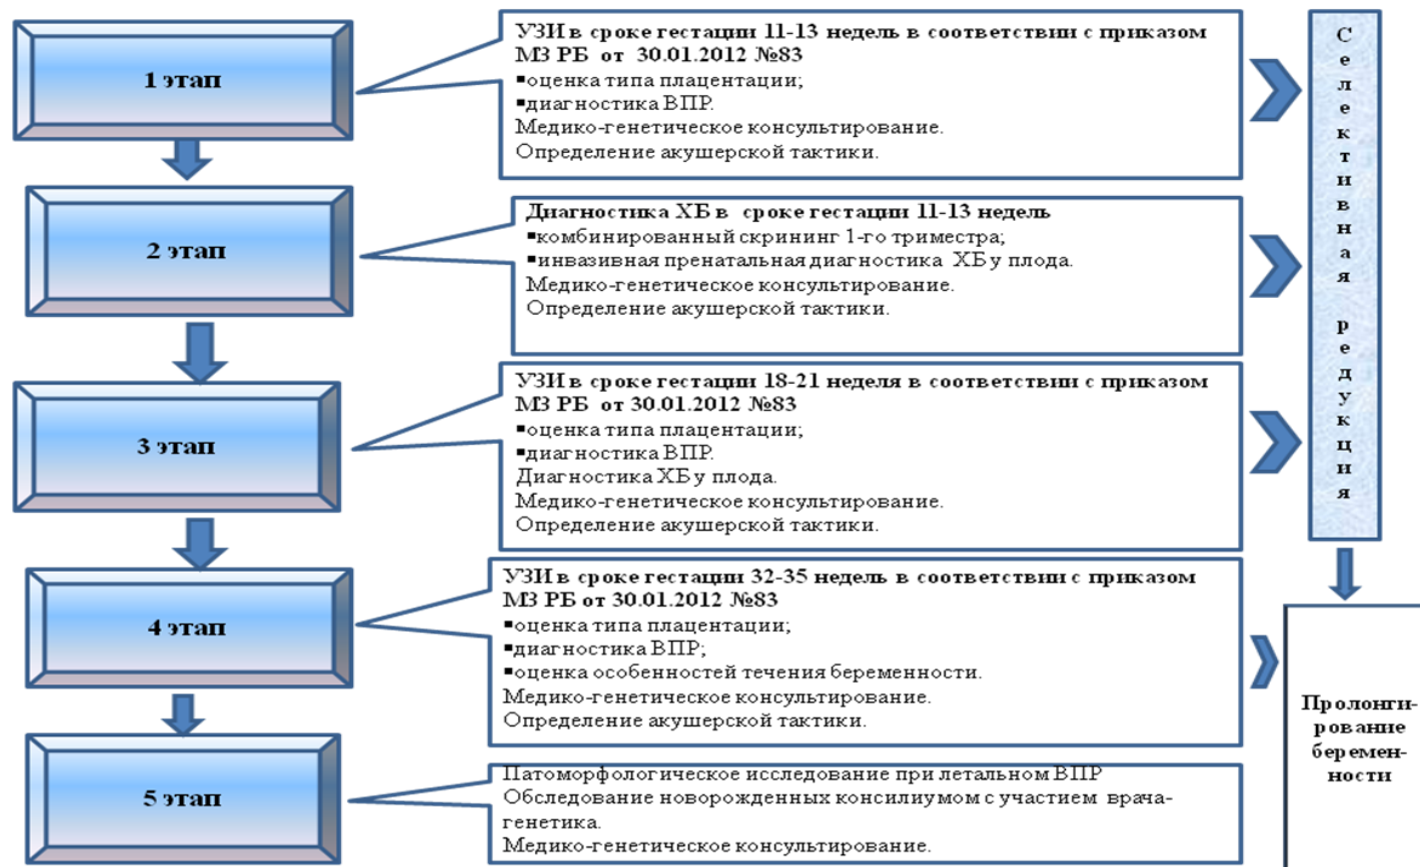 1 этап
УЗИ в сроке гестации 11-13 недель в соответствии с приказом
МЗ РБ от 30.01.2012 №83
▪оценка типа плацентации;
▪диагностика ВПР.
Медико-генетическое консультирование.
Определение акушерской тактики.
2 этап
Диагностика ХБ в сроке гестации 11-13 недель
▪комбинированный скрининг 1-го триместра;
▪инвазивная пренатальная диагностика ХБ у плода.
Медико-генетическое консультирование.
Определение акушерской тактики.
3 этап
УЗИ в сроке гестации 18-21 неделя в соответствии с приказом
МЗ РБ от 30.01.2012 №83
▪оценка типа плацентации;
▪диагностика ВПР.
Диагностика ХБ у плода.
Медико-генетическое консультирование.
Определение акушерской тактики.
4 этап
УЗИ в сроке гестации 32-35 недель в соответствии с приказом
МЗ РБ от 30.01.2012 №83
▪оценка типа плацентации;
▪диагностика ВПР;
▪оценка особенностей течения беременности.
Медико-генетическое консультирование.
Определение акушерской тактики.
5 этап
Патоморфологическое исследование при летальном ВПР
Обследование новорожденных консилиумом с участием врача-
генетика.
Медико-генетическое консультирование.
Селективная редукция
Пролонги-
рование
беремен-
ности